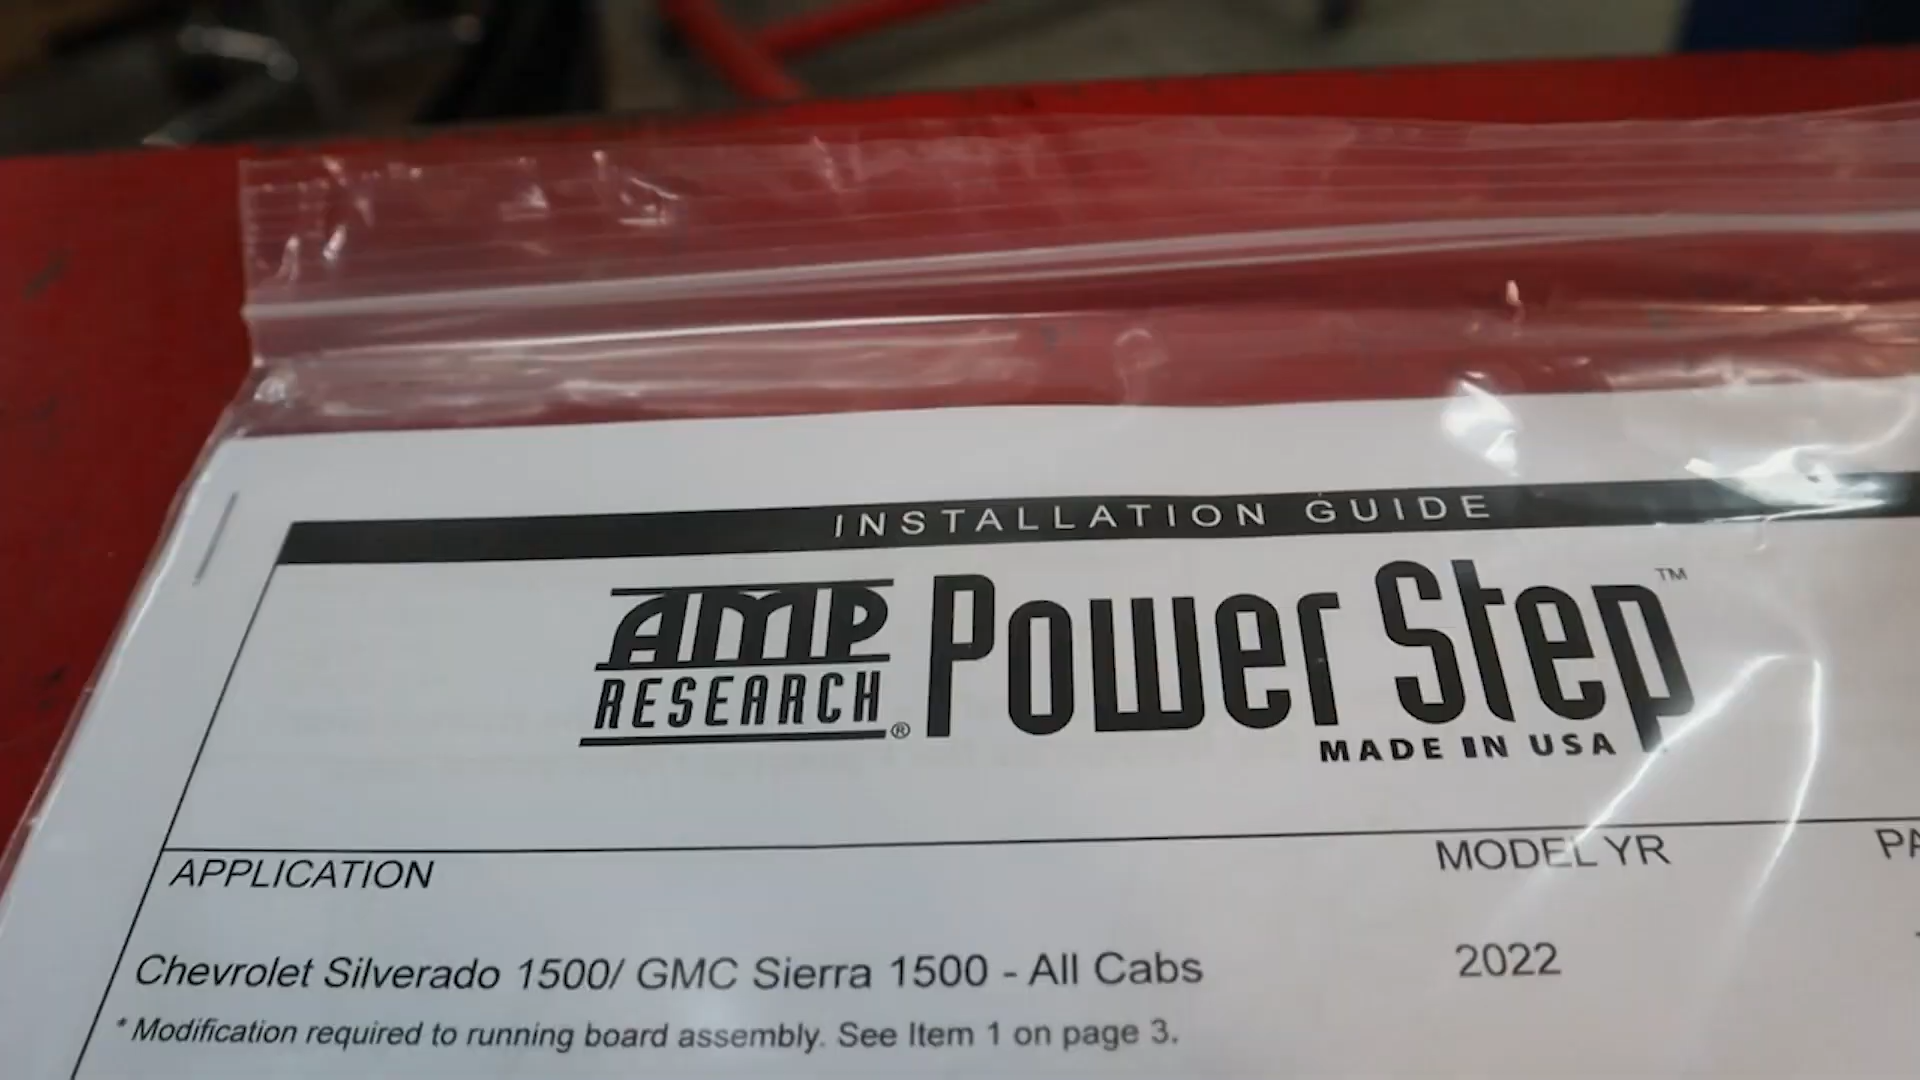 INSTALLATION GUIDE
AMP RESEARCH® Power Step™
MADE IN USA
APPLICATION MODEL YR
Chevrolet Silverado 1500/ GMC Sierra 1500 - All Cabs 2022
* Modification required to running board assembly. See Item 1 on page 3.